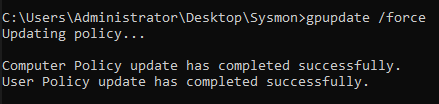 C:\Users\Administrator\Desktop\Sysmon>gpupdate /force
Updating policy...
Computer Policy update has completed successfully.
User Policy update has completed successfully.